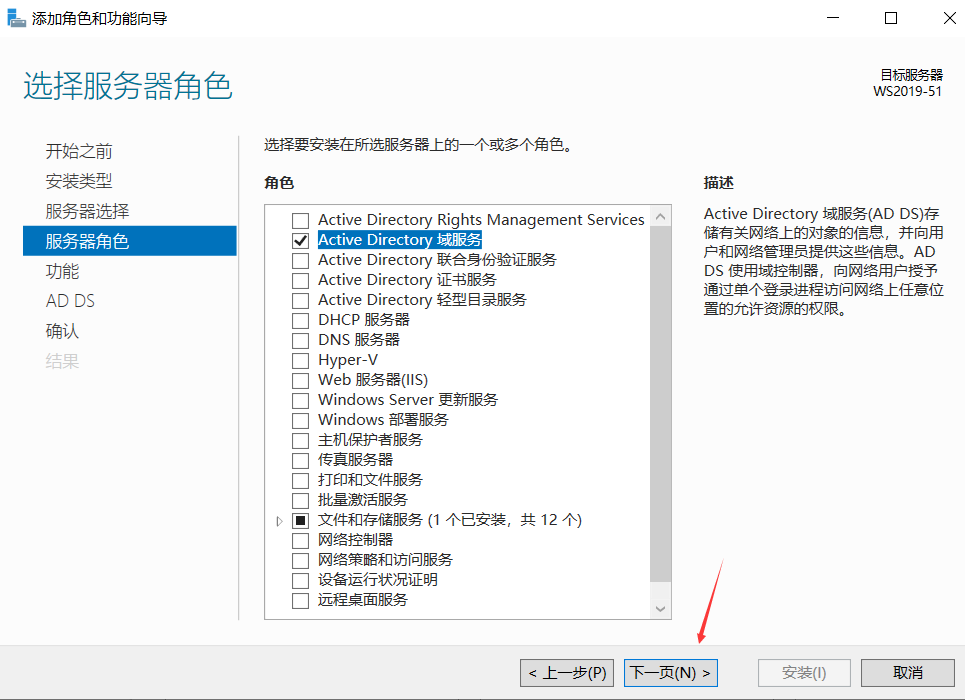 添加角色和功能向导
选择服务器角色
目标服务器
WS2019-51
开始之前
安装类型
服务器选择
服务器角色
功能
AD DS
确认
结果
选择要安装在所选服务器上的一个或多个角色。
角色
Active Directory Rights Management Services
Active Directory 域服务
Active Directory 联合身份验证服务
Active Directory 证书服务
Active Directory 轻型目录服务
DHCP 服务器
DNS 服务器
Hyper-V
Web 服务器(IIS)
Windows Server 更新服务
Windows 部署服务
主机保护者服务
传真服务器
打印和文件服务
批量激活服务
文件和存储服务 (1 个已安装，共 12 个)
网络控制器
网络策略和访问服务
设备运行状况证明
远程桌面服务
描述
Active Directory 域服务(AD DS)存
储有关网络上的对象的信息，并向用
户和网络管理员提供这些信息。AD
DS 使用域控制器，向网络用户授予
通过单个登录进程访问网络上任意位
置的允许资源的权限。
< 上一步(P)
下一页(N) >
安装(I)
取消